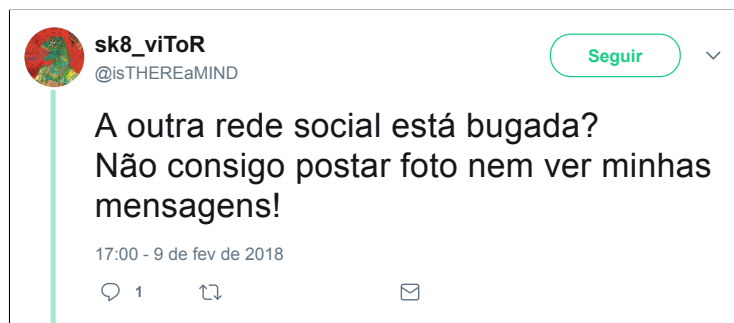 sk8_viToR
@isTHEREaMIND
Seguir
A outra rede social está bugada?
Não consigo postar foto nem ver minhas
mensagens!
17:00 - 9 de fev de 2018
1